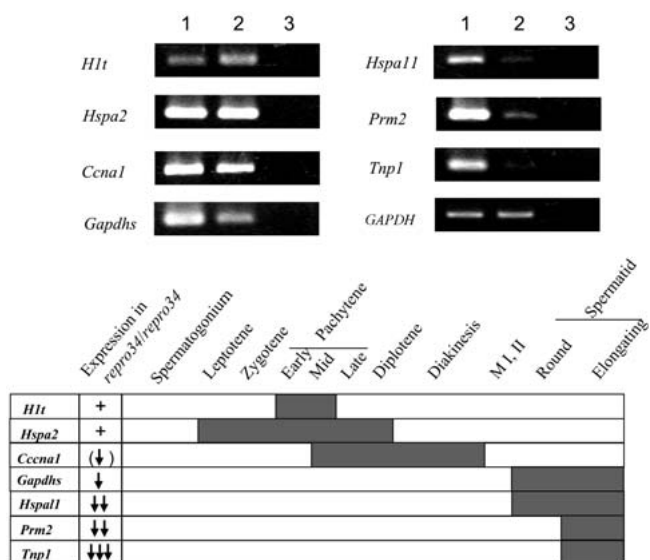 1 2 3
H1t
Hspa2
Ccna1
Gapdhs
1 2 3
Hspa11
Prm2
Tnp1
GAPDH
Expression in
repro34/repro34
Spermatogonium
Leptotene
Zygotene
Pachytene
Early
Mid
Late
Diplotene
Diakinesis
M I, II
Spermatid
Round
Elongating
H1t +
Hspa2 +
Cccna1 (↓)
Gapdhs ↓
Hspal1 ↓↓
Prm2 ↓↓
Tnp1 ↓↓↓